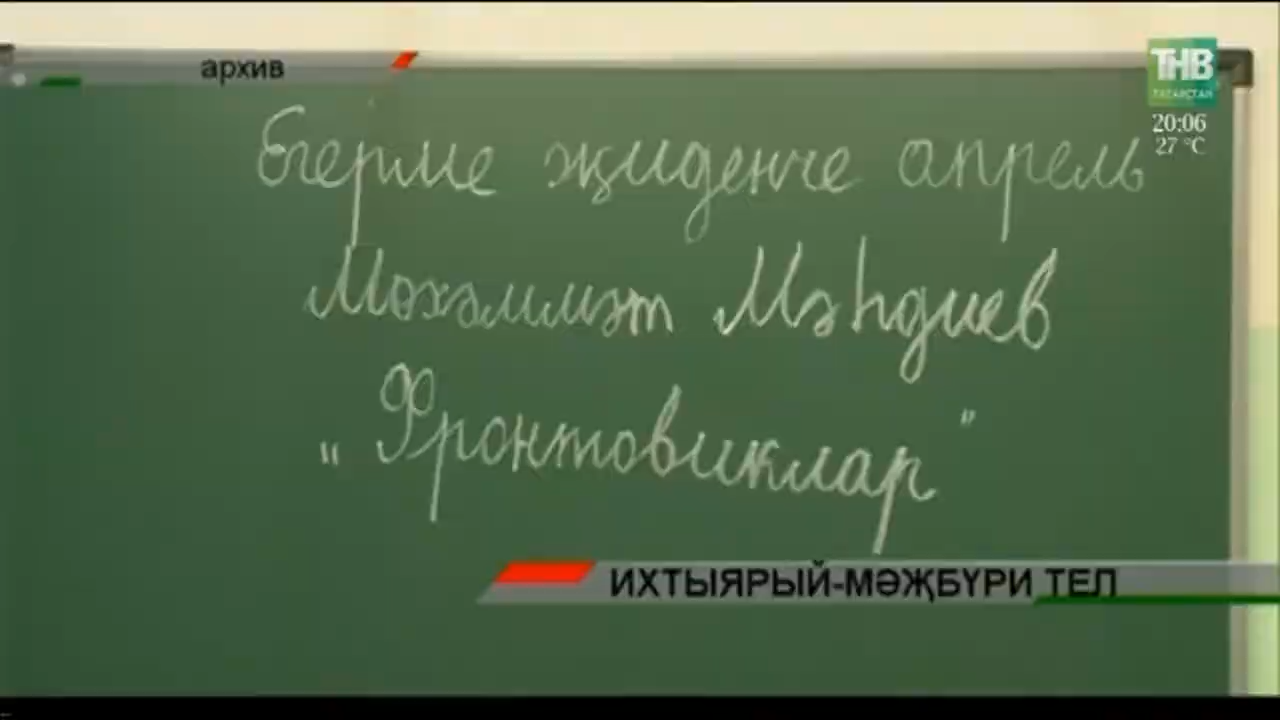 архив
ТНВ
ТАТАРСТАН
20:06
27 °C
Егерме җиденче апрель
Мөхәммәт Мәһдиев
„Фронтовиклар”
ИХТЫЯРЫЙ-МӘҖБҮРИ ТЕЛ